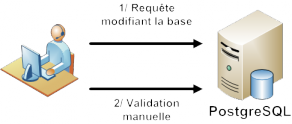 1/ Requête
modifiant la base
2/ Validation
manuelle
PostgreSQL